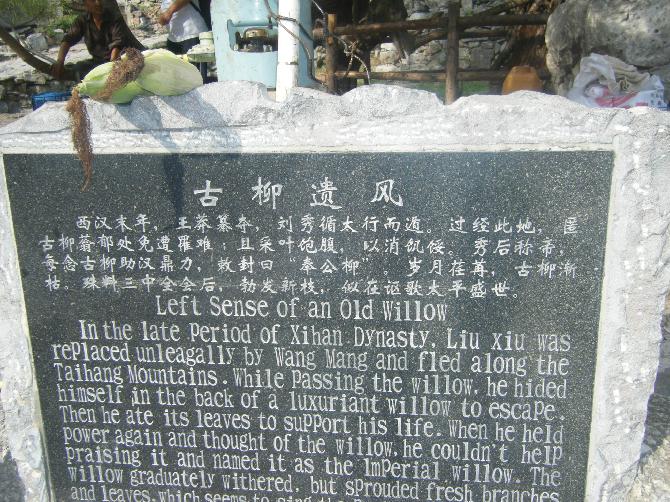 古柳遗风
西汉末年，王莽篡夺，刘秀循太行而遁。过经此地，匿
古柳蓊郁处免遭罹难；且采叶饱腹，以消饥馁。秀后称帝，
每念古柳助汉鼎力，敕封曰“奉公柳”。岁月荏苒，古柳渐
枯。殊料三中全会后，勃发新枝，似在讴歌太平盛世。
Left Sense of an Old Willow
In the late Period of Xihan Dynasty, Liu xiu was
replaced unleagally by Wang Mang and fled along the
Taihang Mountains. While passing the willow, he hided
himself in the back of a luxuriant willow to escape.
Then he ate its leaves to support his life. When he held
power again and thought of the willow, he couldn't help
praising it and named it as the Imperial willow. The
willow graduately withered, but sprouded fresh branches
and leaves, which seems to sing the